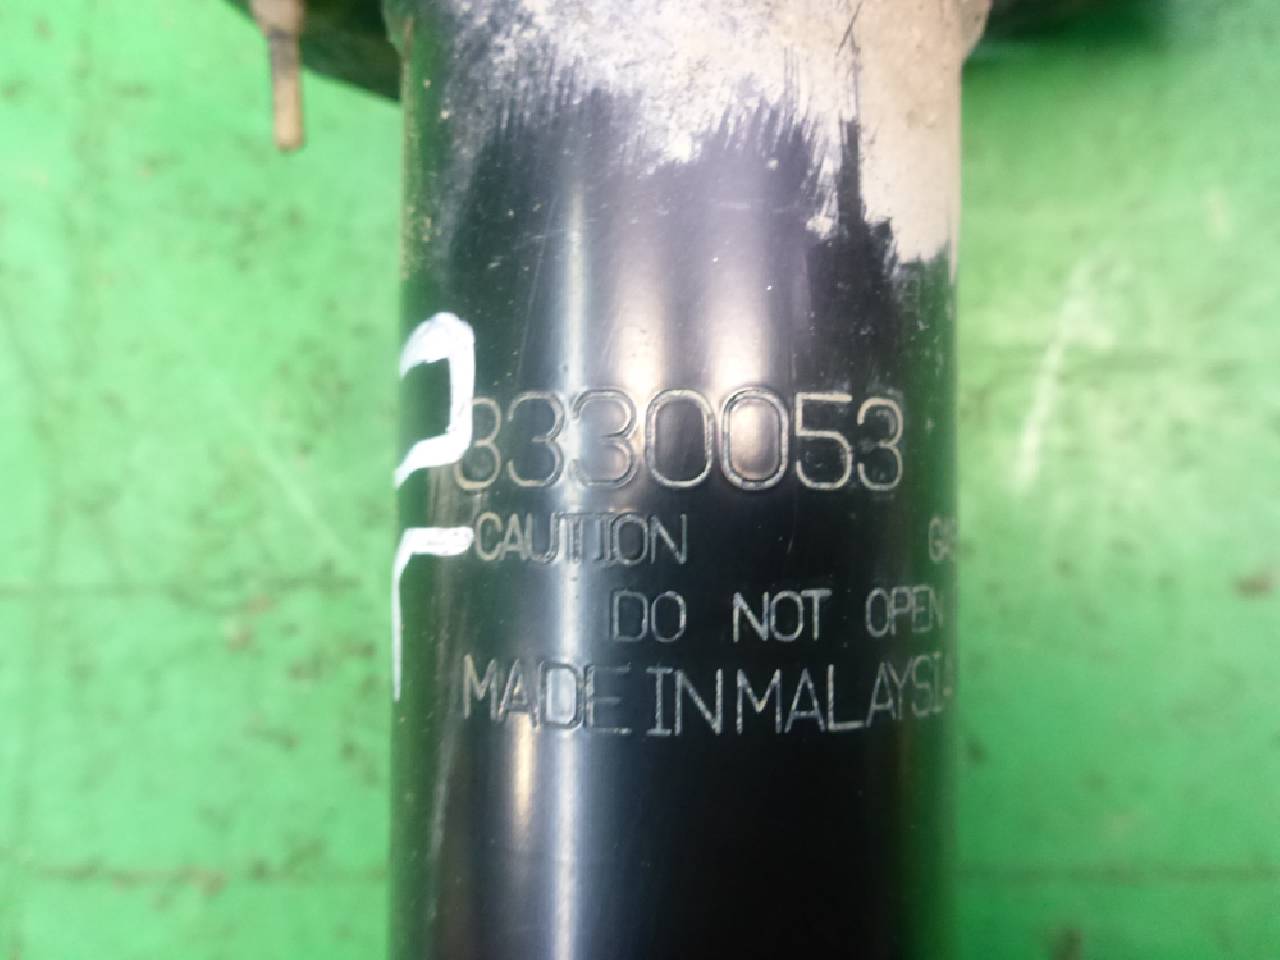 3330053
CAUTION
DO NOT OPEN
MADE IN MALAYSIA